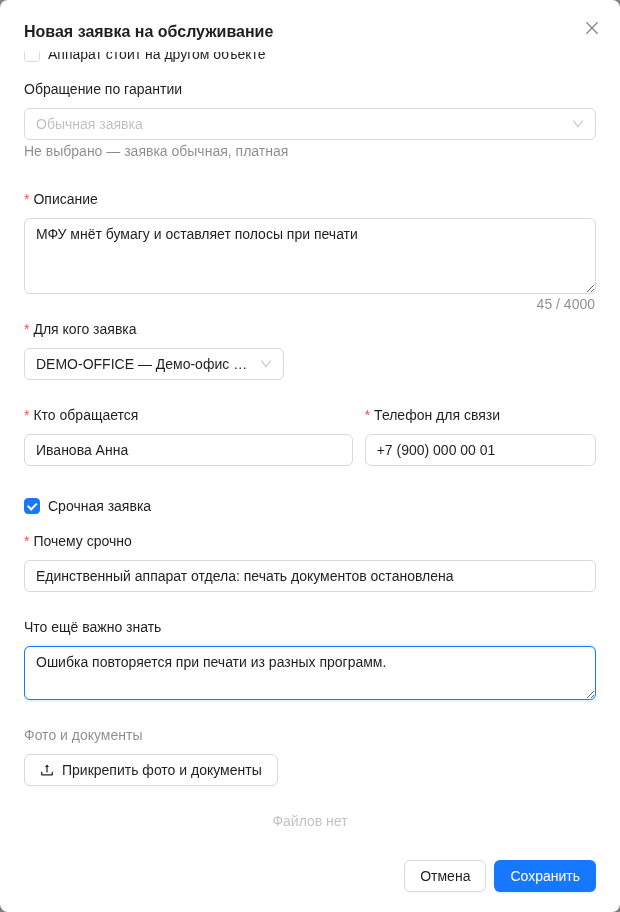 Новая заявка на обслуживание
Аппарат стоит на другом объекте
Обращение по гарантии
Обычная заявка
Не выбрано — заявка обычная, платная
* Описание
МФУ мнёт бумагу и оставляет полосы при печати
45 / 4000
* Для кого заявка
DEMO-OFFICE — Демо-офис ...
* Кто обращается
* Телефон для связи
Иванова Анна
+7 (900) 000 00 01
Срочная заявка
* Почему срочно
Единственный аппарат отдела: печать документов остановлена
Что ещё важно знать
Ошибка повторяется при печати из разных программ.
Фото и документы
Прикрепить фото и документы
Файлов нет
Отмена
Сохранить